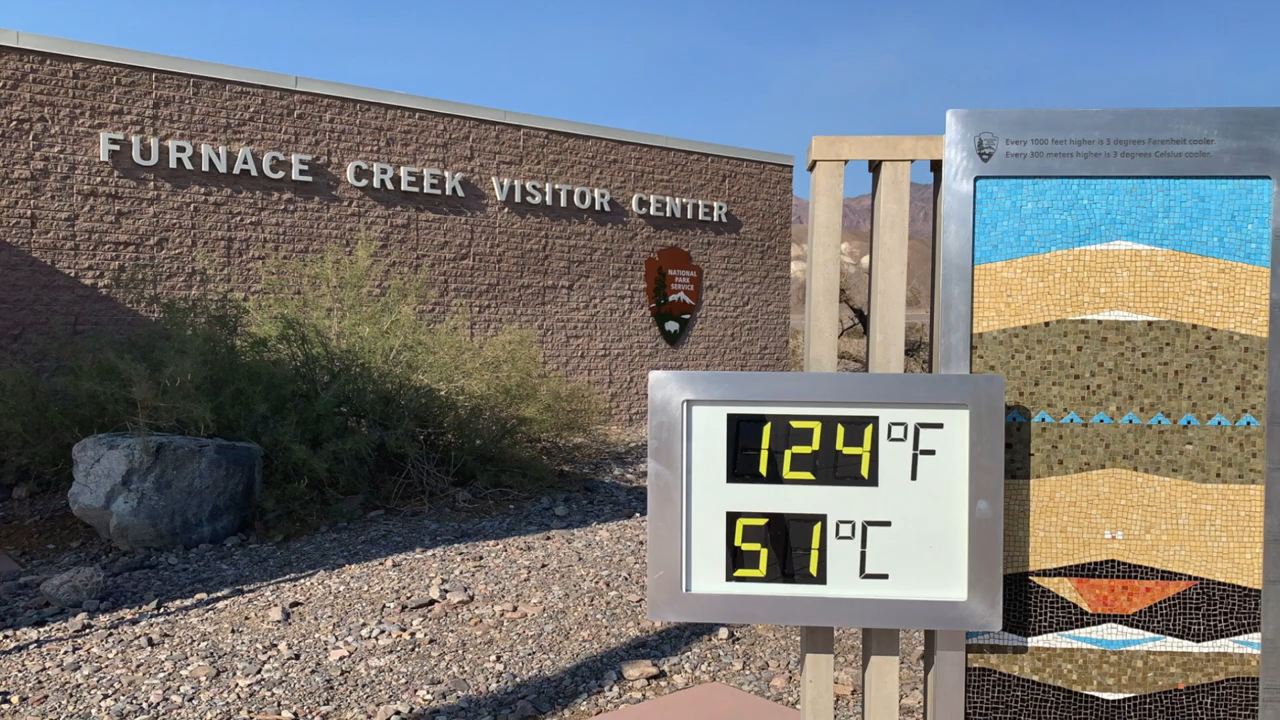 FURNACE CREEK VISITOR CENTER
NATIONAL
PARK
SERVICE
Every 1000 feet higher is 5 degrees Farenheit cooler.
Every 300 meters higher is 3 degrees Celsius cooler.
124°F
51°C